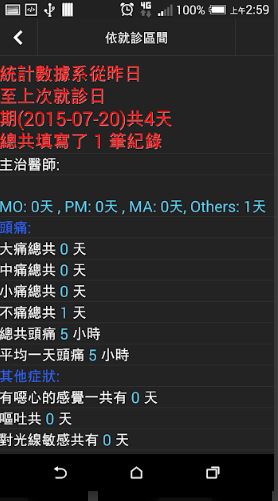 4G 100% 上午2:59
依就診區間
統計數據系從昨日
至上次就診日
期(2015-07-20)共4天
總共填寫了 1 筆紀錄
主治醫師:
MO: 0天 , PM: 0天 , MA: 0天, Others: 1天
頭痛:
大痛總共 0 天
中痛總共 0 天
小痛總共 0 天
不痛總共 1 天
總共頭痛 5 小時
平均一天頭痛 5 小時
其他症狀:
有噁心的感覺一共有 0 天
嘔吐共 0 天
對光線敏感共有 0 天